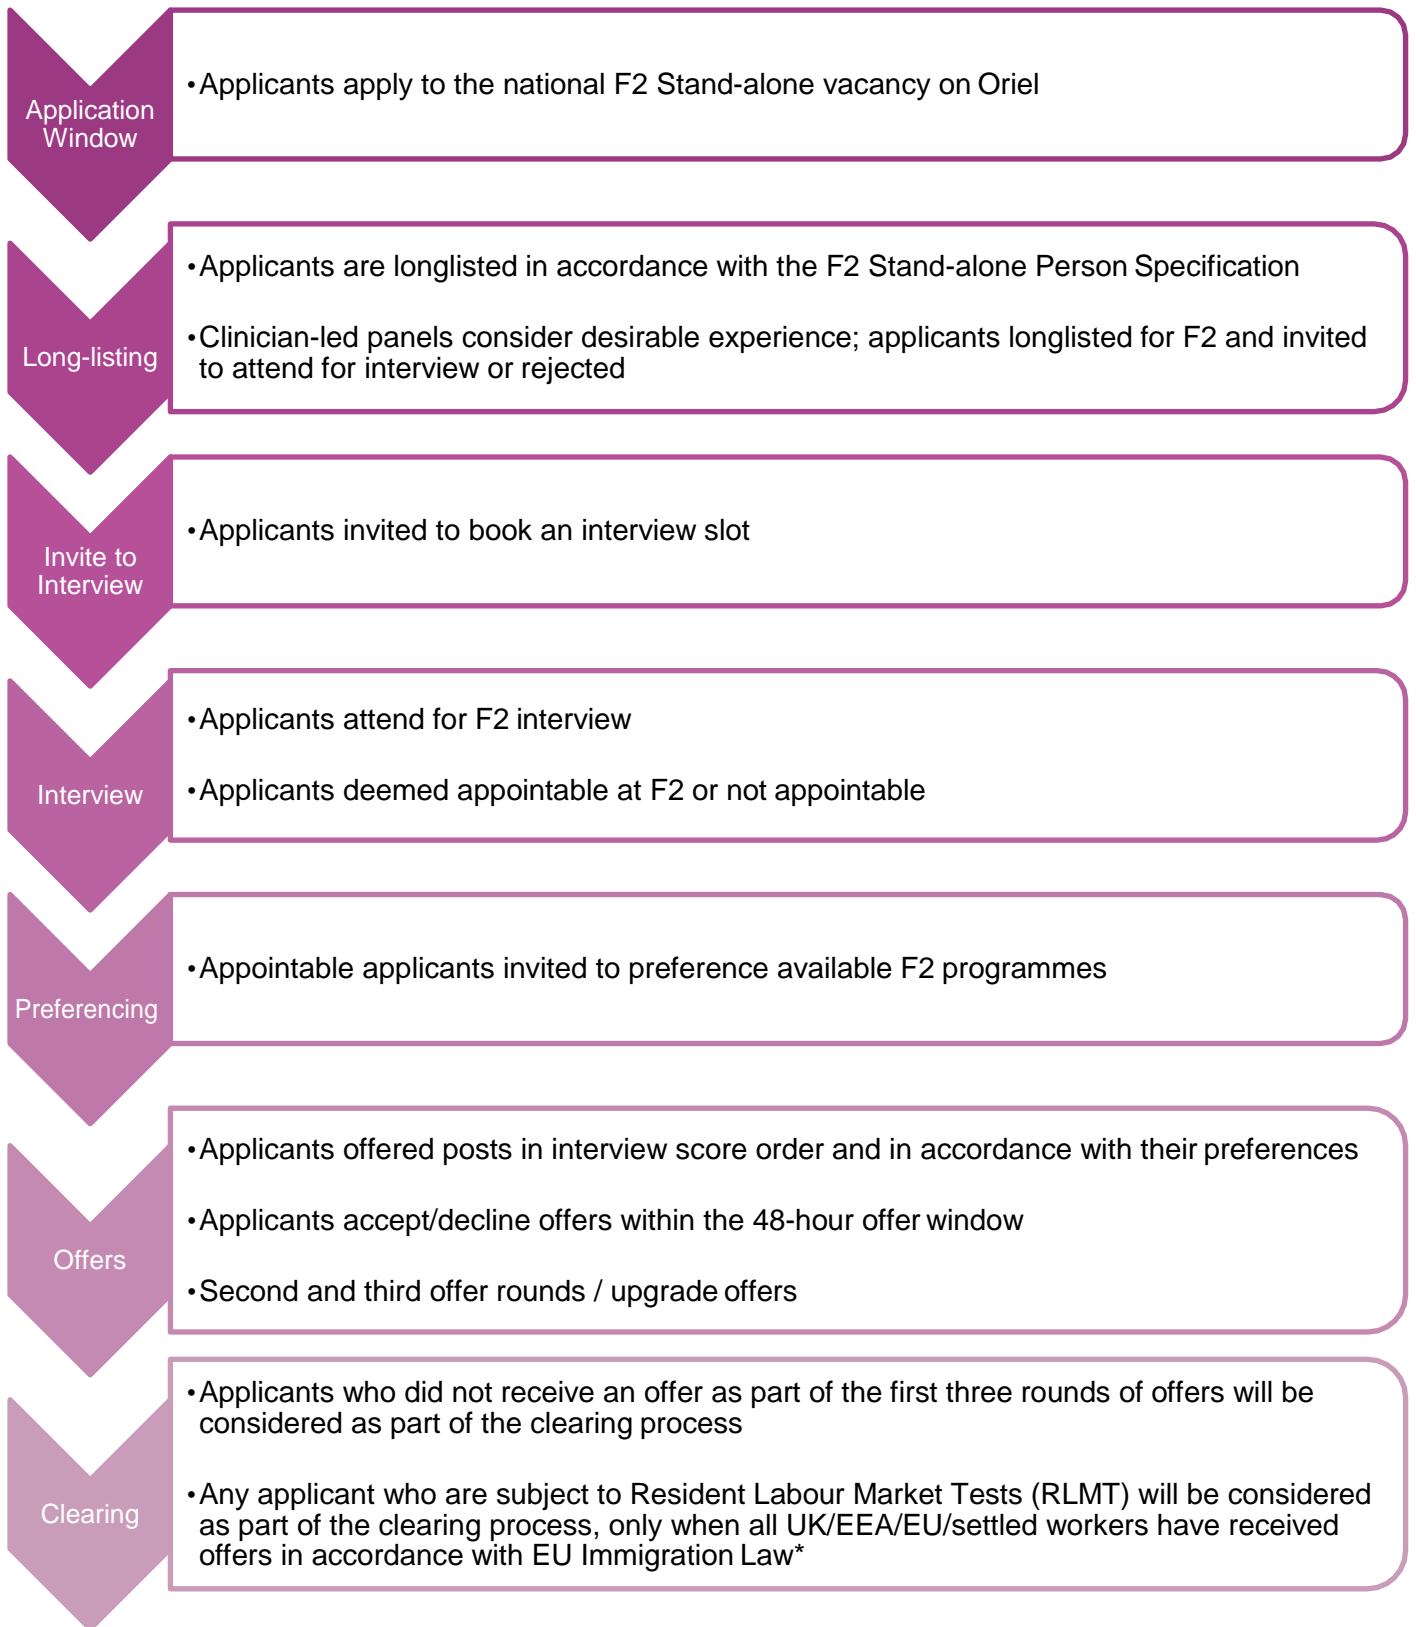 Application
Window
•Applicants apply to the national F2 Stand-alone vacancy on Oriel
Long-listing
•Applicants are longlisted in accordance with the F2 Stand-alone Person Specification
•Clinician-led panels consider desirable experience; applicants longlisted for F2 and invited
to attend for interview or rejected
Invite to
Interview
•Applicants invited to book an interview slot
Interview
•Applicants attend for F2 interview
•Applicants deemed appointable at F2 or not appointable
Preferencing
•Appointable applicants invited to preference available F2 programmes
Offers
•Applicants offered posts in interview score order and in accordance with their preferences
•Applicants accept/decline offers within the 48-hour offer window
•Second and third offer rounds / upgrade offers
Clearing
•Applicants who did not receive an offer as part of the first three rounds of offers will be
considered as part of the clearing process
•Any applicant who are subject to Resident Labour Market Tests (RLMT) will be considered
as part of the clearing process, only when all UK/EEA/EU/settled workers have received
offers in accordance with EU Immigration Law*